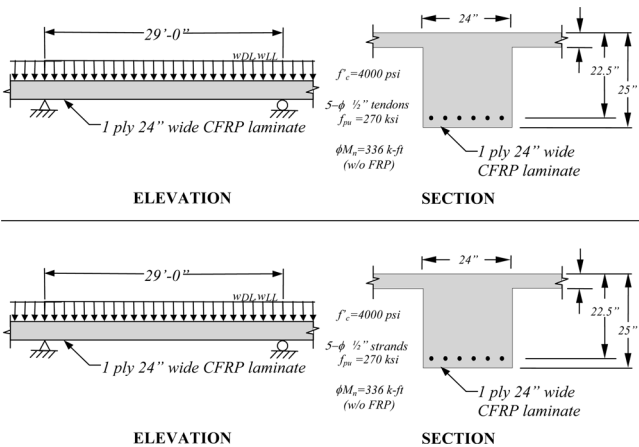 29'-0"
wDL,wLL
1 ply 24" wide CFRP laminate
ELEVATION
24"
f'c=4000 psi
5–ϕ ½" tendons
fpu =270 ksi
ϕMn=336 k-ft
(w/o FRP)
22.5"
25"
1 ply 24" wide
CFRP laminate
SECTION
29'-0"
wDL,wLL
1 ply 24" wide CFRP laminate
ELEVATION
24"
f'c=4000 psi
5–ϕ ½" strands
fpu =270 ksi
ϕMn=336 k-ft
(w/o FRP)
22.5"
25"
1 ply 24" wide
CFRP laminate
SECTION